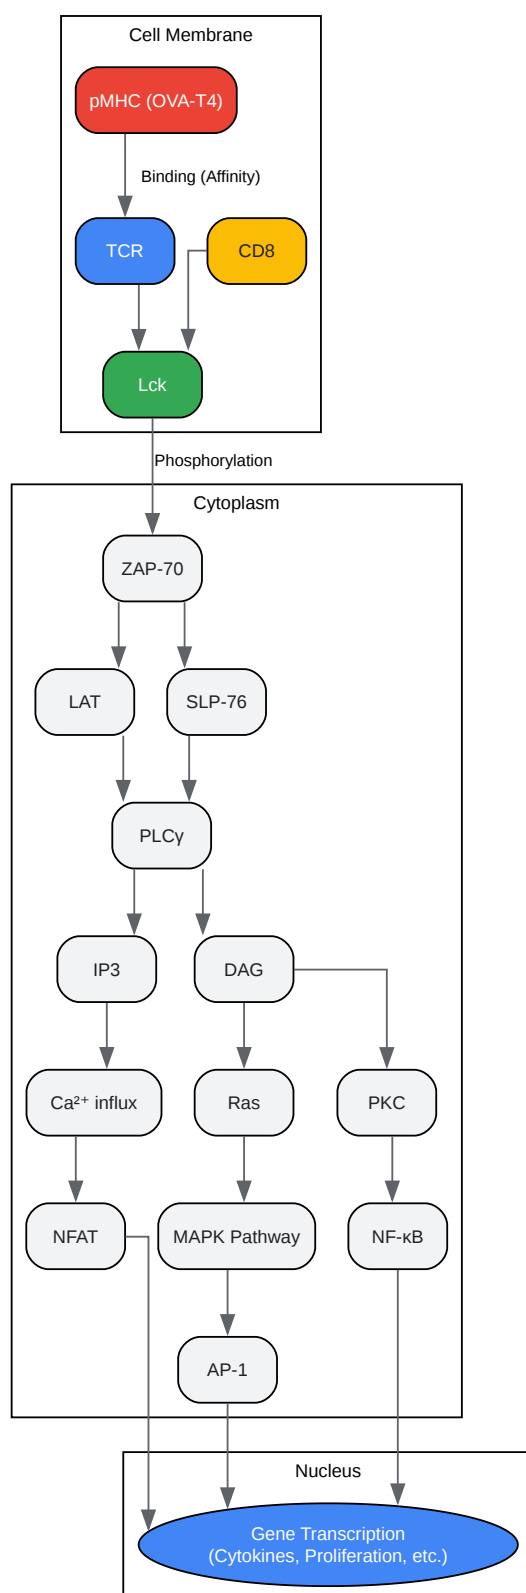 Cell Membrane
pMHC (OVA-T4)
Binding (Affinity)
TCR
CD8
Lck
Phosphorylation
Cytoplasm
ZAP-70
LAT
SLP-76
PLCγ
IP3
DAG
Ca²⁺ influx
Ras
PKC
NFAT
MAPK Pathway
NF-κB
AP-1
Nucleus
Gene Transcription
(Cytokines, Proliferation, etc.)